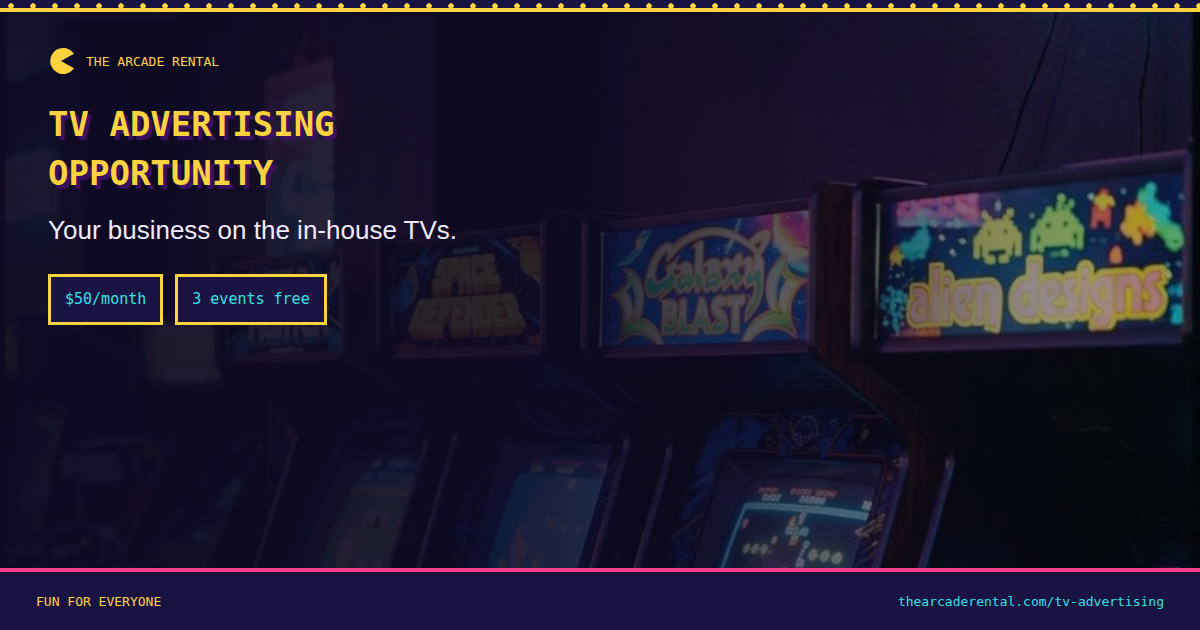 THE ARCADE RENTAL
TV ADVERTISING
OPPORTUNITY
Your business on the in-house TVs.
$50/month
3 events free
SPACE
DEFENDER
Galaxy
BLAST
alien designs
FUN FOR EVERYONE
thearcaderental.com/tv-advertising